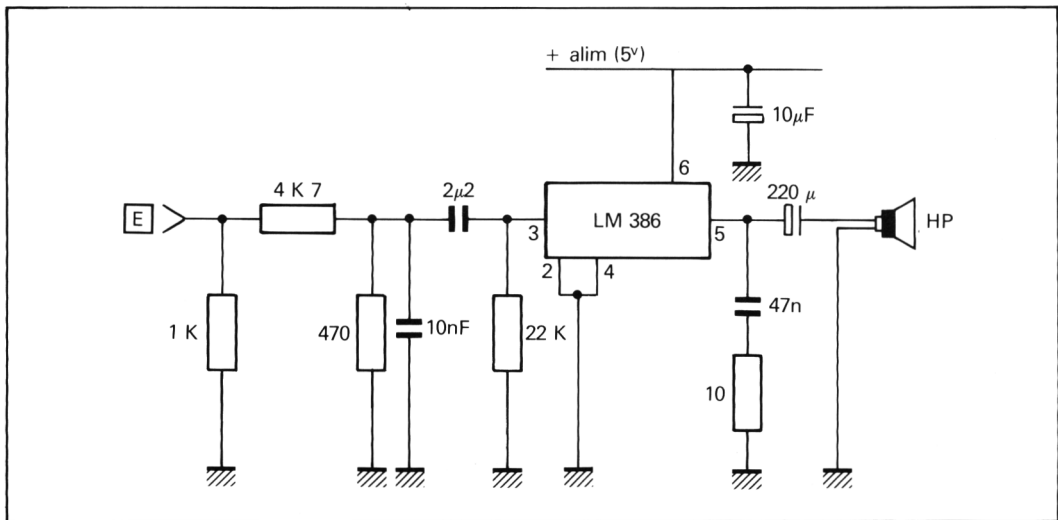 + alim (5v)
10μF
6
4 K 7
2μ2
220 μ
E
LM 386
HP
3
5
2
4
1 K
470
10nF
22 K
47n
10